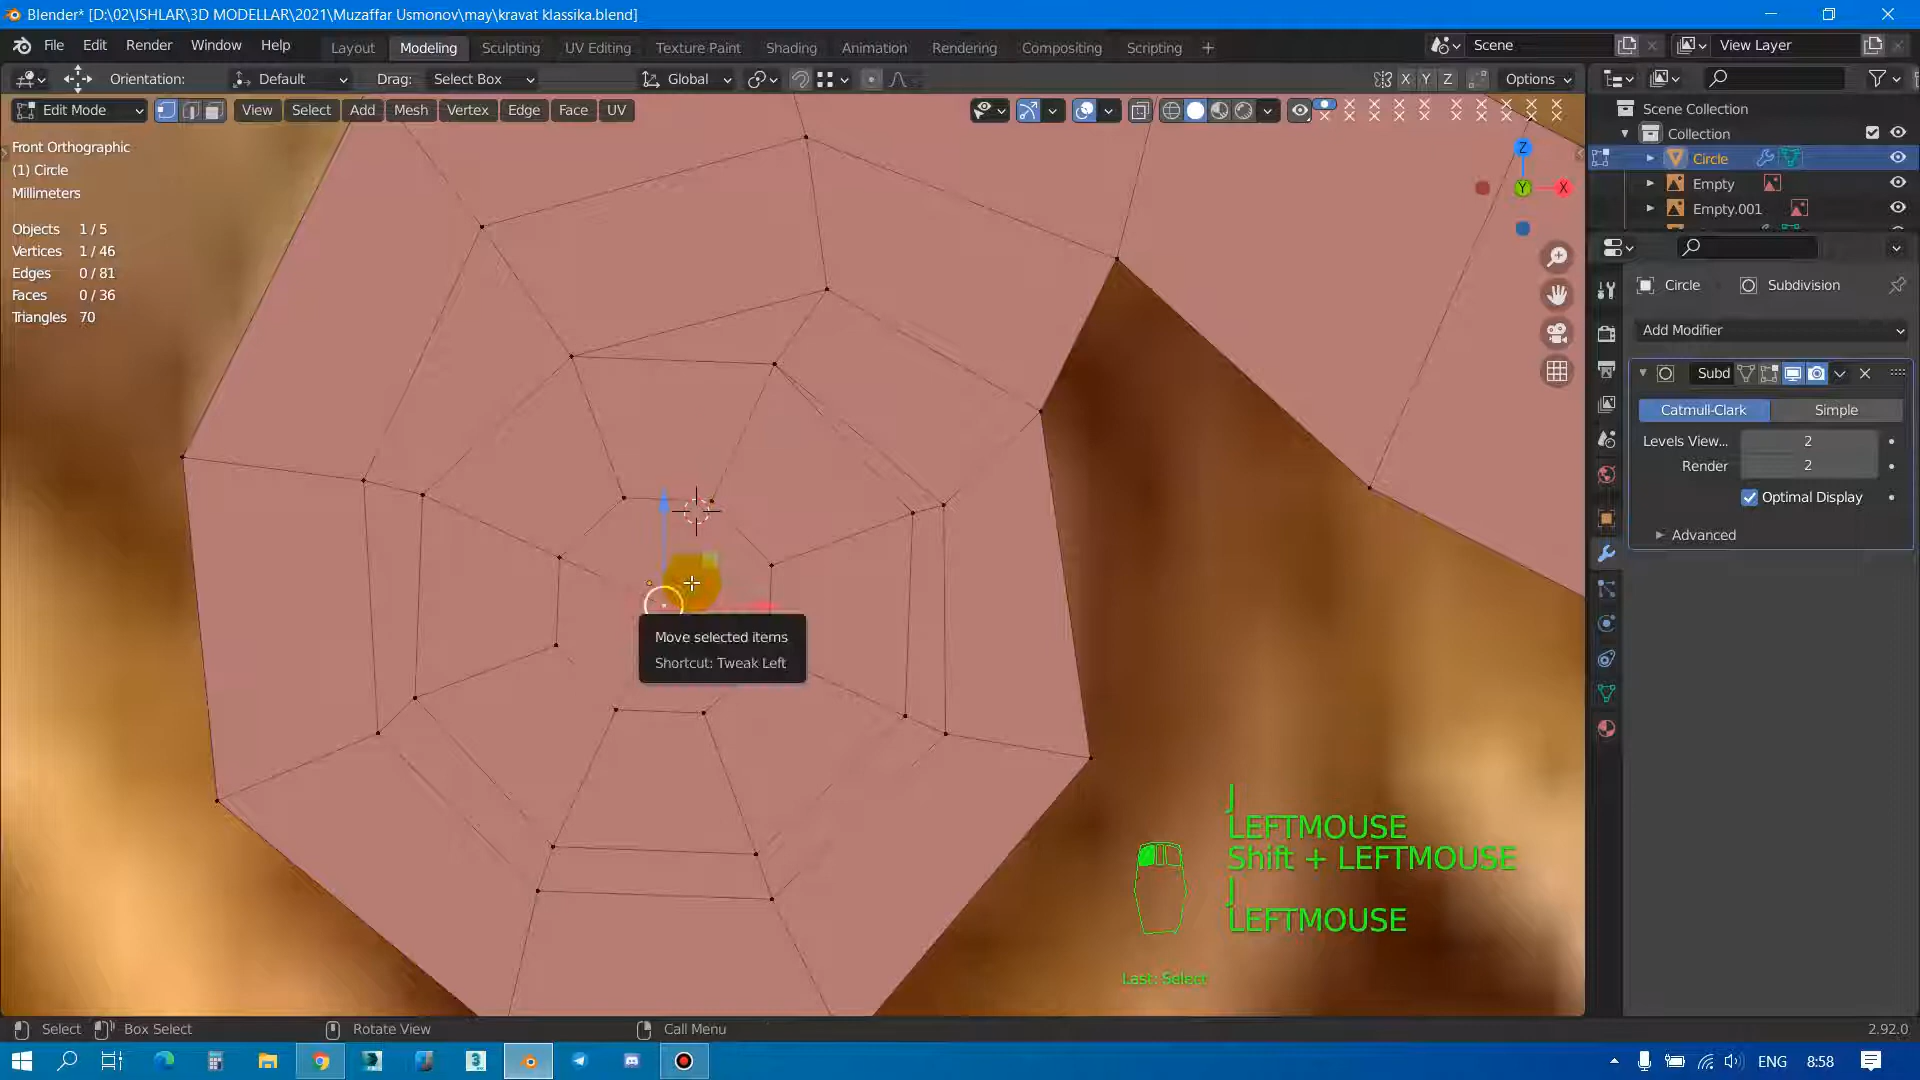 Blender* [D:\02\ISHLAR\3D MODELLAR\2021\Muzaffar Usmonov\may\kravat klassika.blend]
File Edit Render Window Help Layout Modeling Sculpting UV Editing Texture Paint Shading Animation Rendering Compositing Scripting + Scene View Layer
Orientation: Default Drag: Select Box Global X Y Z Options
Edit Mode View Select Add Mesh Vertex Edge Face UV
Scene Collection
Collection
Circle
Empty
Empty.001
Front Orthographic
(1) Circle
Millimeters
Objects 1 / 5
Vertices 1 / 46
Edges 0 / 81
Faces 0 / 36
Triangles 70
Z
Y
X
Circle Subdivision
Add Modifier
Subd
Catmull-Clark Simple
Levels View... 2
Render 2
Optimal Display
Advanced
Move selected items
Shortcut: Tweak Left
J
LEFTMOUSE
Shift + LEFTMOUSE
J
LEFTMOUSE
Last: Select
Select Box Select Rotate View Call Menu 2.92.0
ENG 8:58